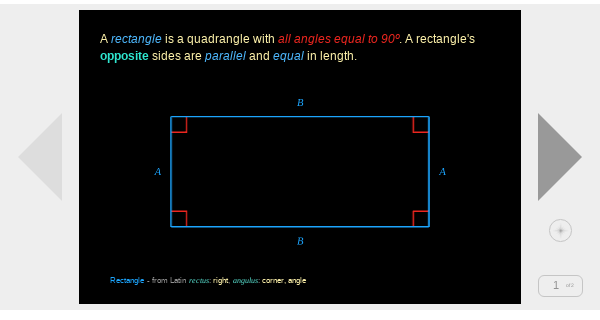 A rectangle is a quadrangle with all angles equal to 90º. A rectangle's
opposite sides are parallel and equal in length.
B
A
A
B
Rectangle - from Latin rectus: right, angulus: corner, angle
1 of 2